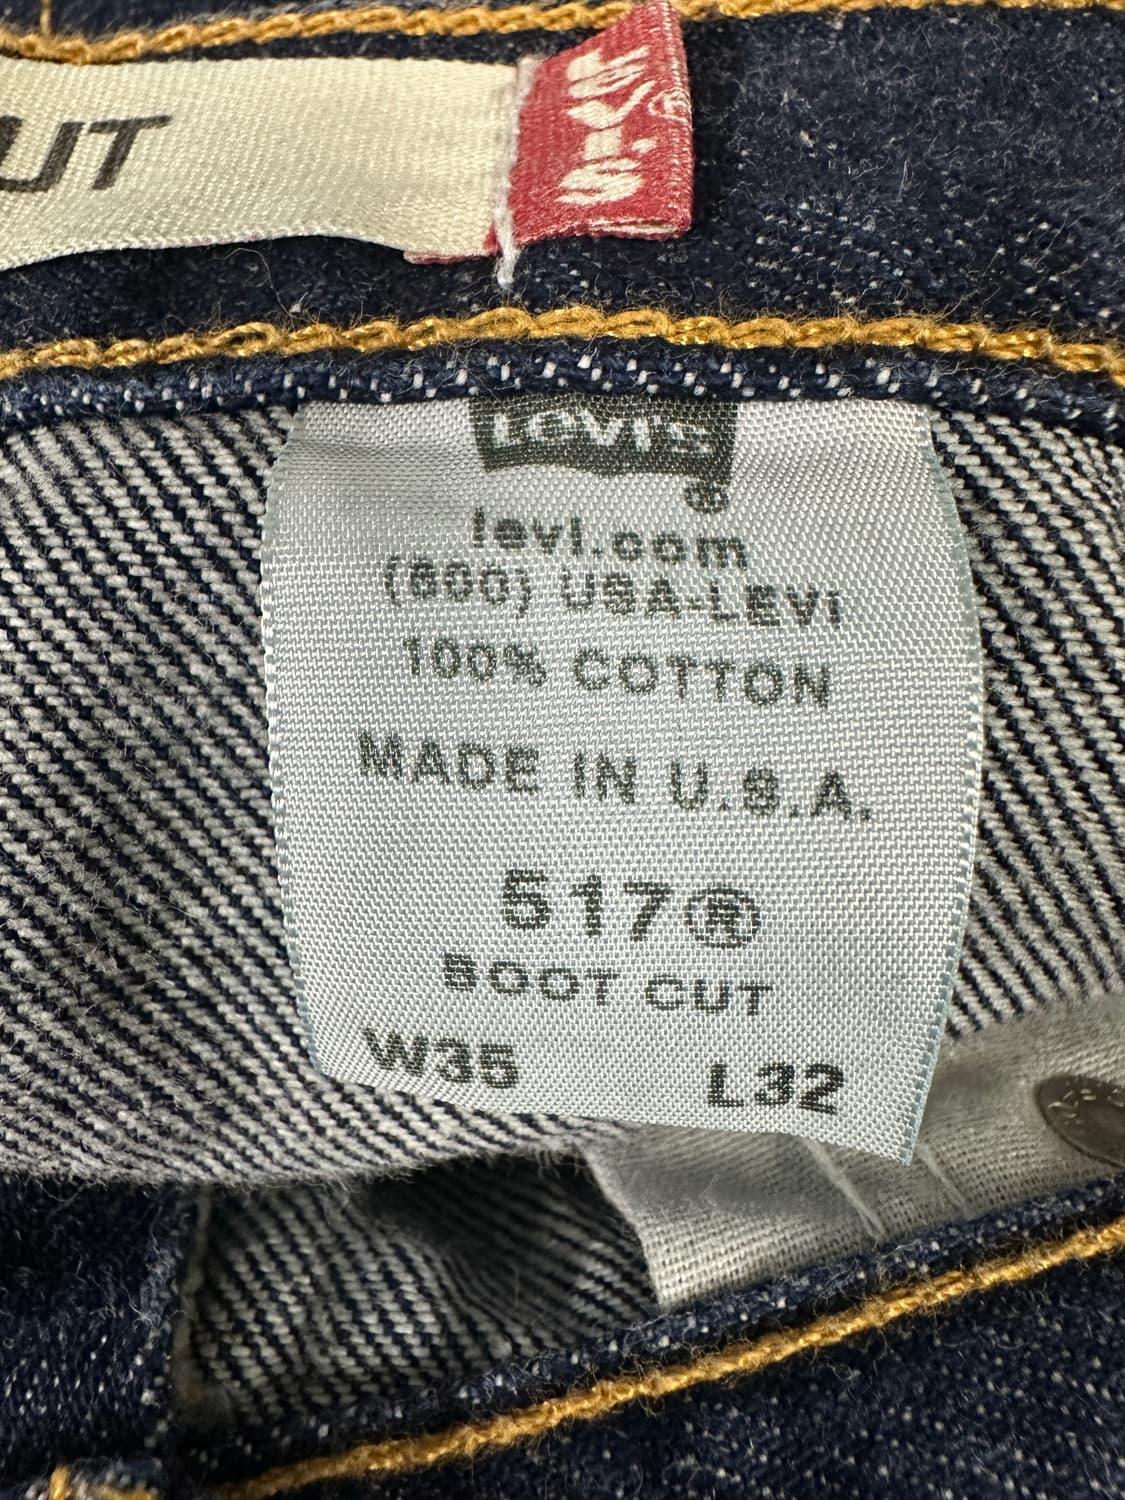 UT
LEVI'S®
Levi's
®
levi.com
(800) USA-LEVI
100% COTTON
MADE IN U.S.A.
517®
BOOT CUT
W35 L32